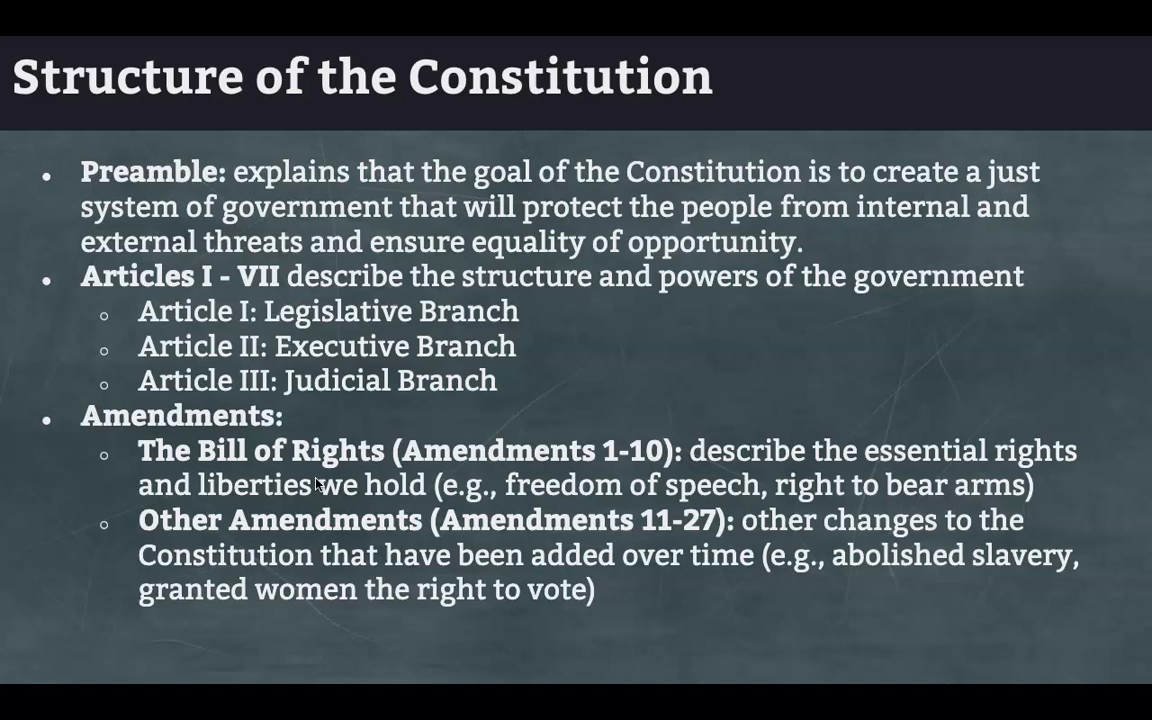 Structure of the Constitution
• Preamble: explains that the goal of the Constitution is to create a just
system of government that will protect the people from internal and
external threats and ensure equality of opportunity.
• Articles I - VII describe the structure and powers of the government
○ Article I: Legislative Branch
○ Article II: Executive Branch
○ Article III: Judicial Branch
• Amendments:
○ The Bill of Rights (Amendments 1-10): describe the essential rights
and liberties we hold (e.g., freedom of speech, right to bear arms)
○ Other Amendments (Amendments 11-27): other changes to the
Constitution that have been added over time (e.g., abolished slavery,
granted women the right to vote)